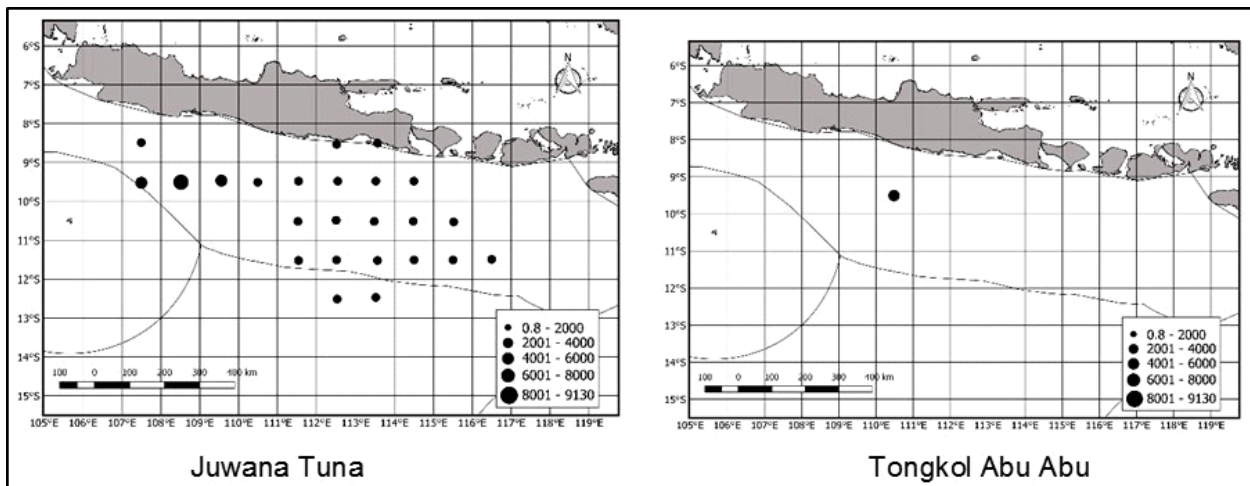 N
6°S
7°S
8°S
9°S
10°S
11°S
12°S
13°S
14°S
15°S
0.8 - 2000
2001 - 4000
4001 - 6000
6001 - 8000
8001 - 9130
100 0 100 200 300 400 km
105°E 106°E 107°E 108°E 109°E 110°E 111°E 112°E 113°E 114°E 115°E 116°E 117°E 118°E 119°E
Juwana Tuna
N
6°S
7°S
8°S
9°S
10°S
11°S
12°S
13°S
14°S
15°S
0.8 - 2000
2001 - 4000
4001 - 6000
6001 - 8000
8001 - 9130
100 0 100 200 300 400 km
105°E 106°E 107°E 108°E 109°E 110°E 111°E 112°E 113°E 114°E 115°E 116°E 117°E 118°E 119°E
Tongkol Abu Abu